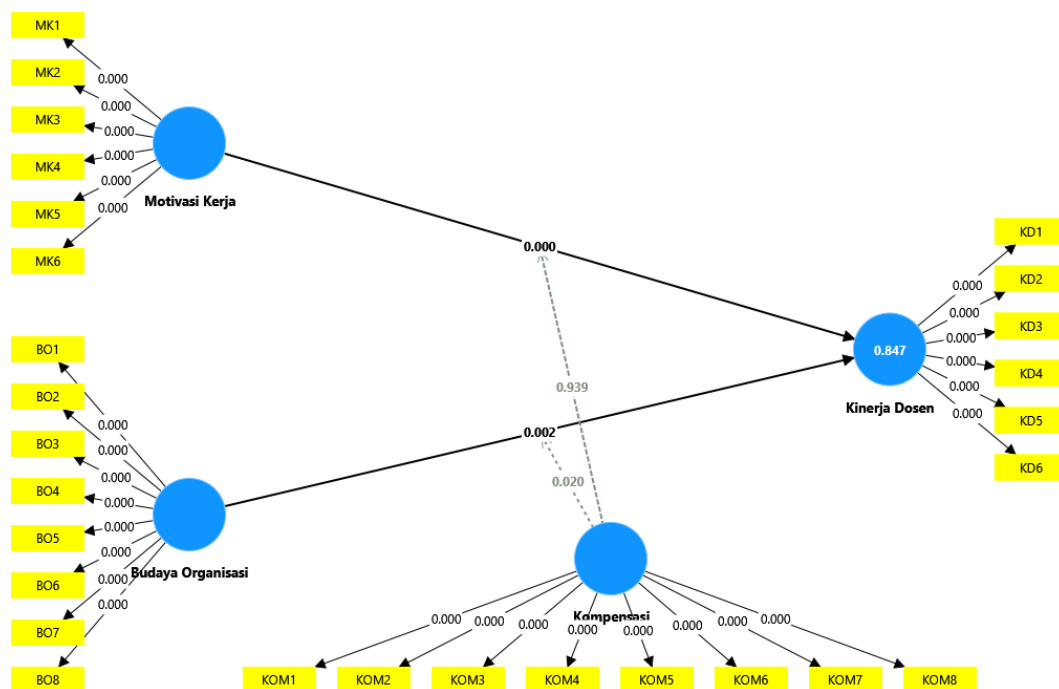 MK1
0.000
MK2
0.000
MK3
0.000
MK4
0.000
MK5
0.000
MK6
0.000
Motivasi Kerja
BO1
0.000
BO2
0.000
BO3
0.000
BO4
0.000
BO5
0.000
BO6
0.000
BO7
0.000
BO8
0.000
Budaya Organisasi
0.000
0.939
0.002
0.020
Kompensasi
0.000
0.000
0.000
0.000
0.000
0.000
0.000
0.000
KOM1
KOM2
KOM3
KOM4
KOM5
KOM6
KOM7
KOM8
0.847
Kinerja Dosen
KD1
0.000
KD2
0.000
KD3
0.000
KD4
0.000
KD5
0.000
KD6
0.000